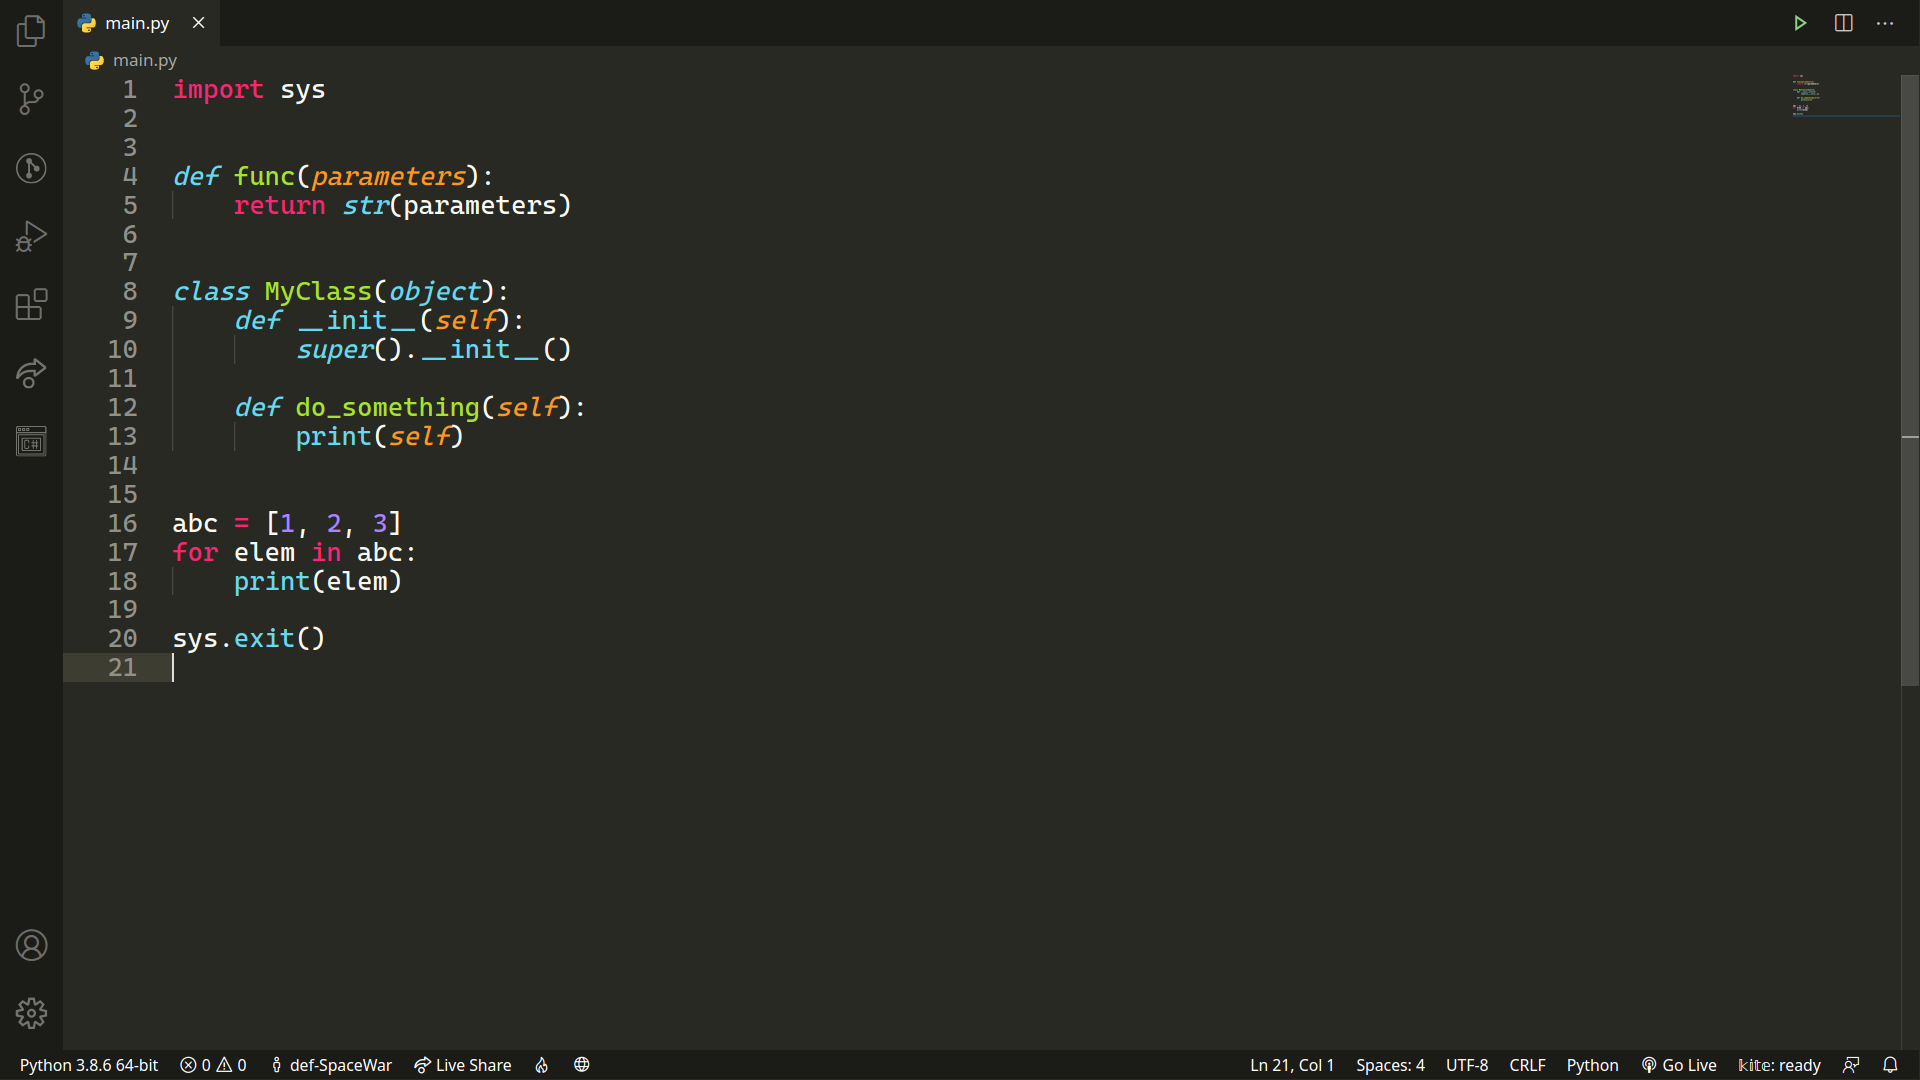 main.py
main.py
1 import sys
2
3
4 def func(parameters):
5     return str(parameters)
6
7
8 class MyClass(object):
9     def __init__(self):
10         super().__init__()
11
12     def do_something(self):
13         print(self)
14
15
16 abc = [1, 2, 3]
17 for elem in abc:
18     print(elem)
19
20 sys.exit()
21
C#
Python 3.8.6 64-bit 0 0 def-SpaceWar Live Share Ln 21, Col 1 Spaces: 4 UTF-8 CRLF Python Go Live kite: ready